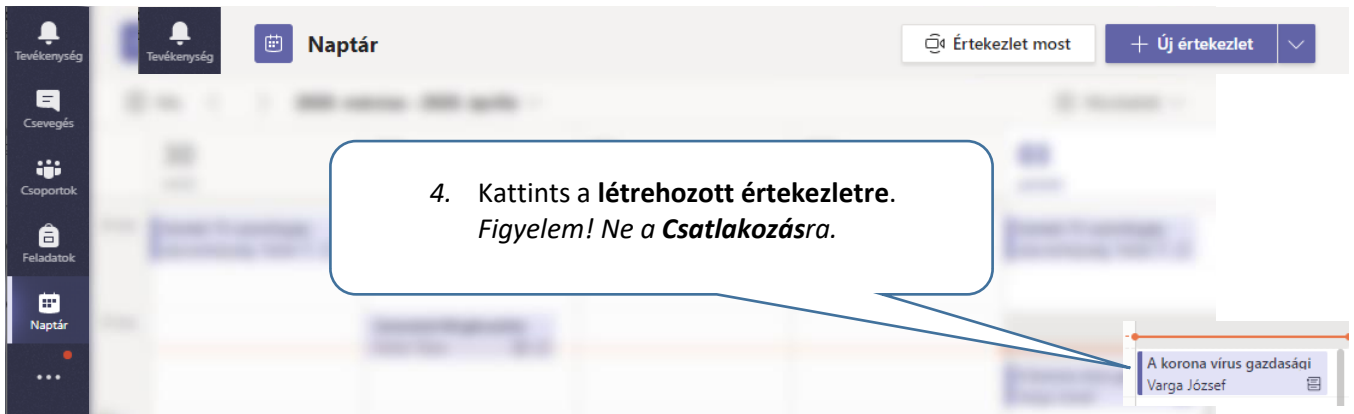 Tevékenység
Tevékenység
Naptár
Értekezlet most
+ Új értekezlet
Csevegés
Csoportok
Feladatok
Naptár
...
4. Kattints a létrehozott értekezletre.
Figyelem! Ne a Csatlakozásra.
A korona vírus gazdasági
Varga József